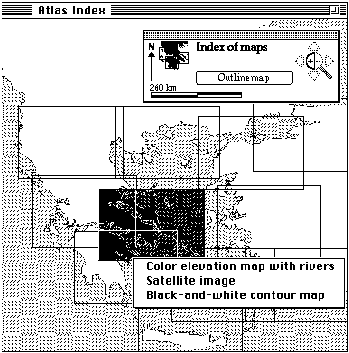 Atlas Index
Index of maps
N
Outline map
260 km
Color elevation map with rivers
Satellite image
Black-and-white contour map